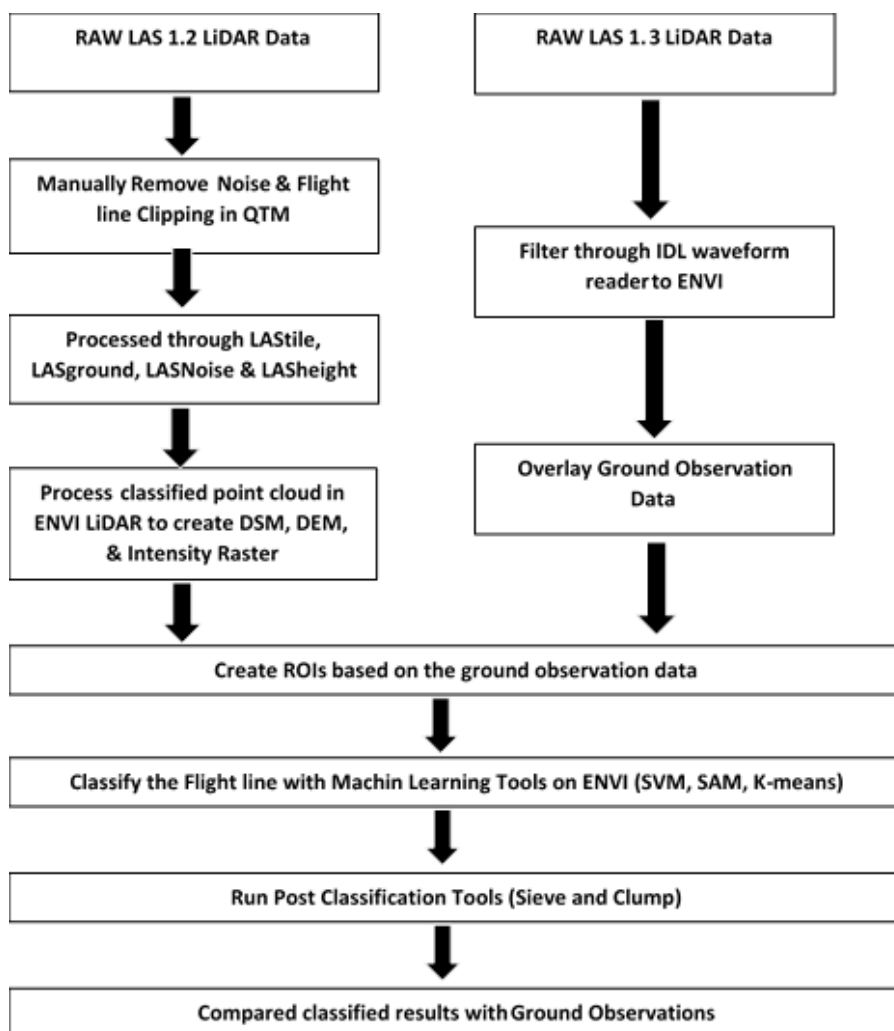 RAW LAS 1.2 LiDAR Data
Manually Remove Noise & Flight
line Clipping in QTM
Processed through LAStile,
LASground, LASNoise & LASheight
Process classified point cloud in
ENVI LiDAR to create DSM, DEM,
& Intensity Raster
RAW LAS 1.3 LiDAR Data
Filter through IDL waveform
reader to ENVI
Overlay Ground Observation
Data
Create ROIs based on the ground observation data
Classify the Flight line with Machin Learning Tools on ENVI (SVM, SAM, K-means)
Run Post Classification Tools (Sieve and Clump)
Compared classified results with Ground Observations